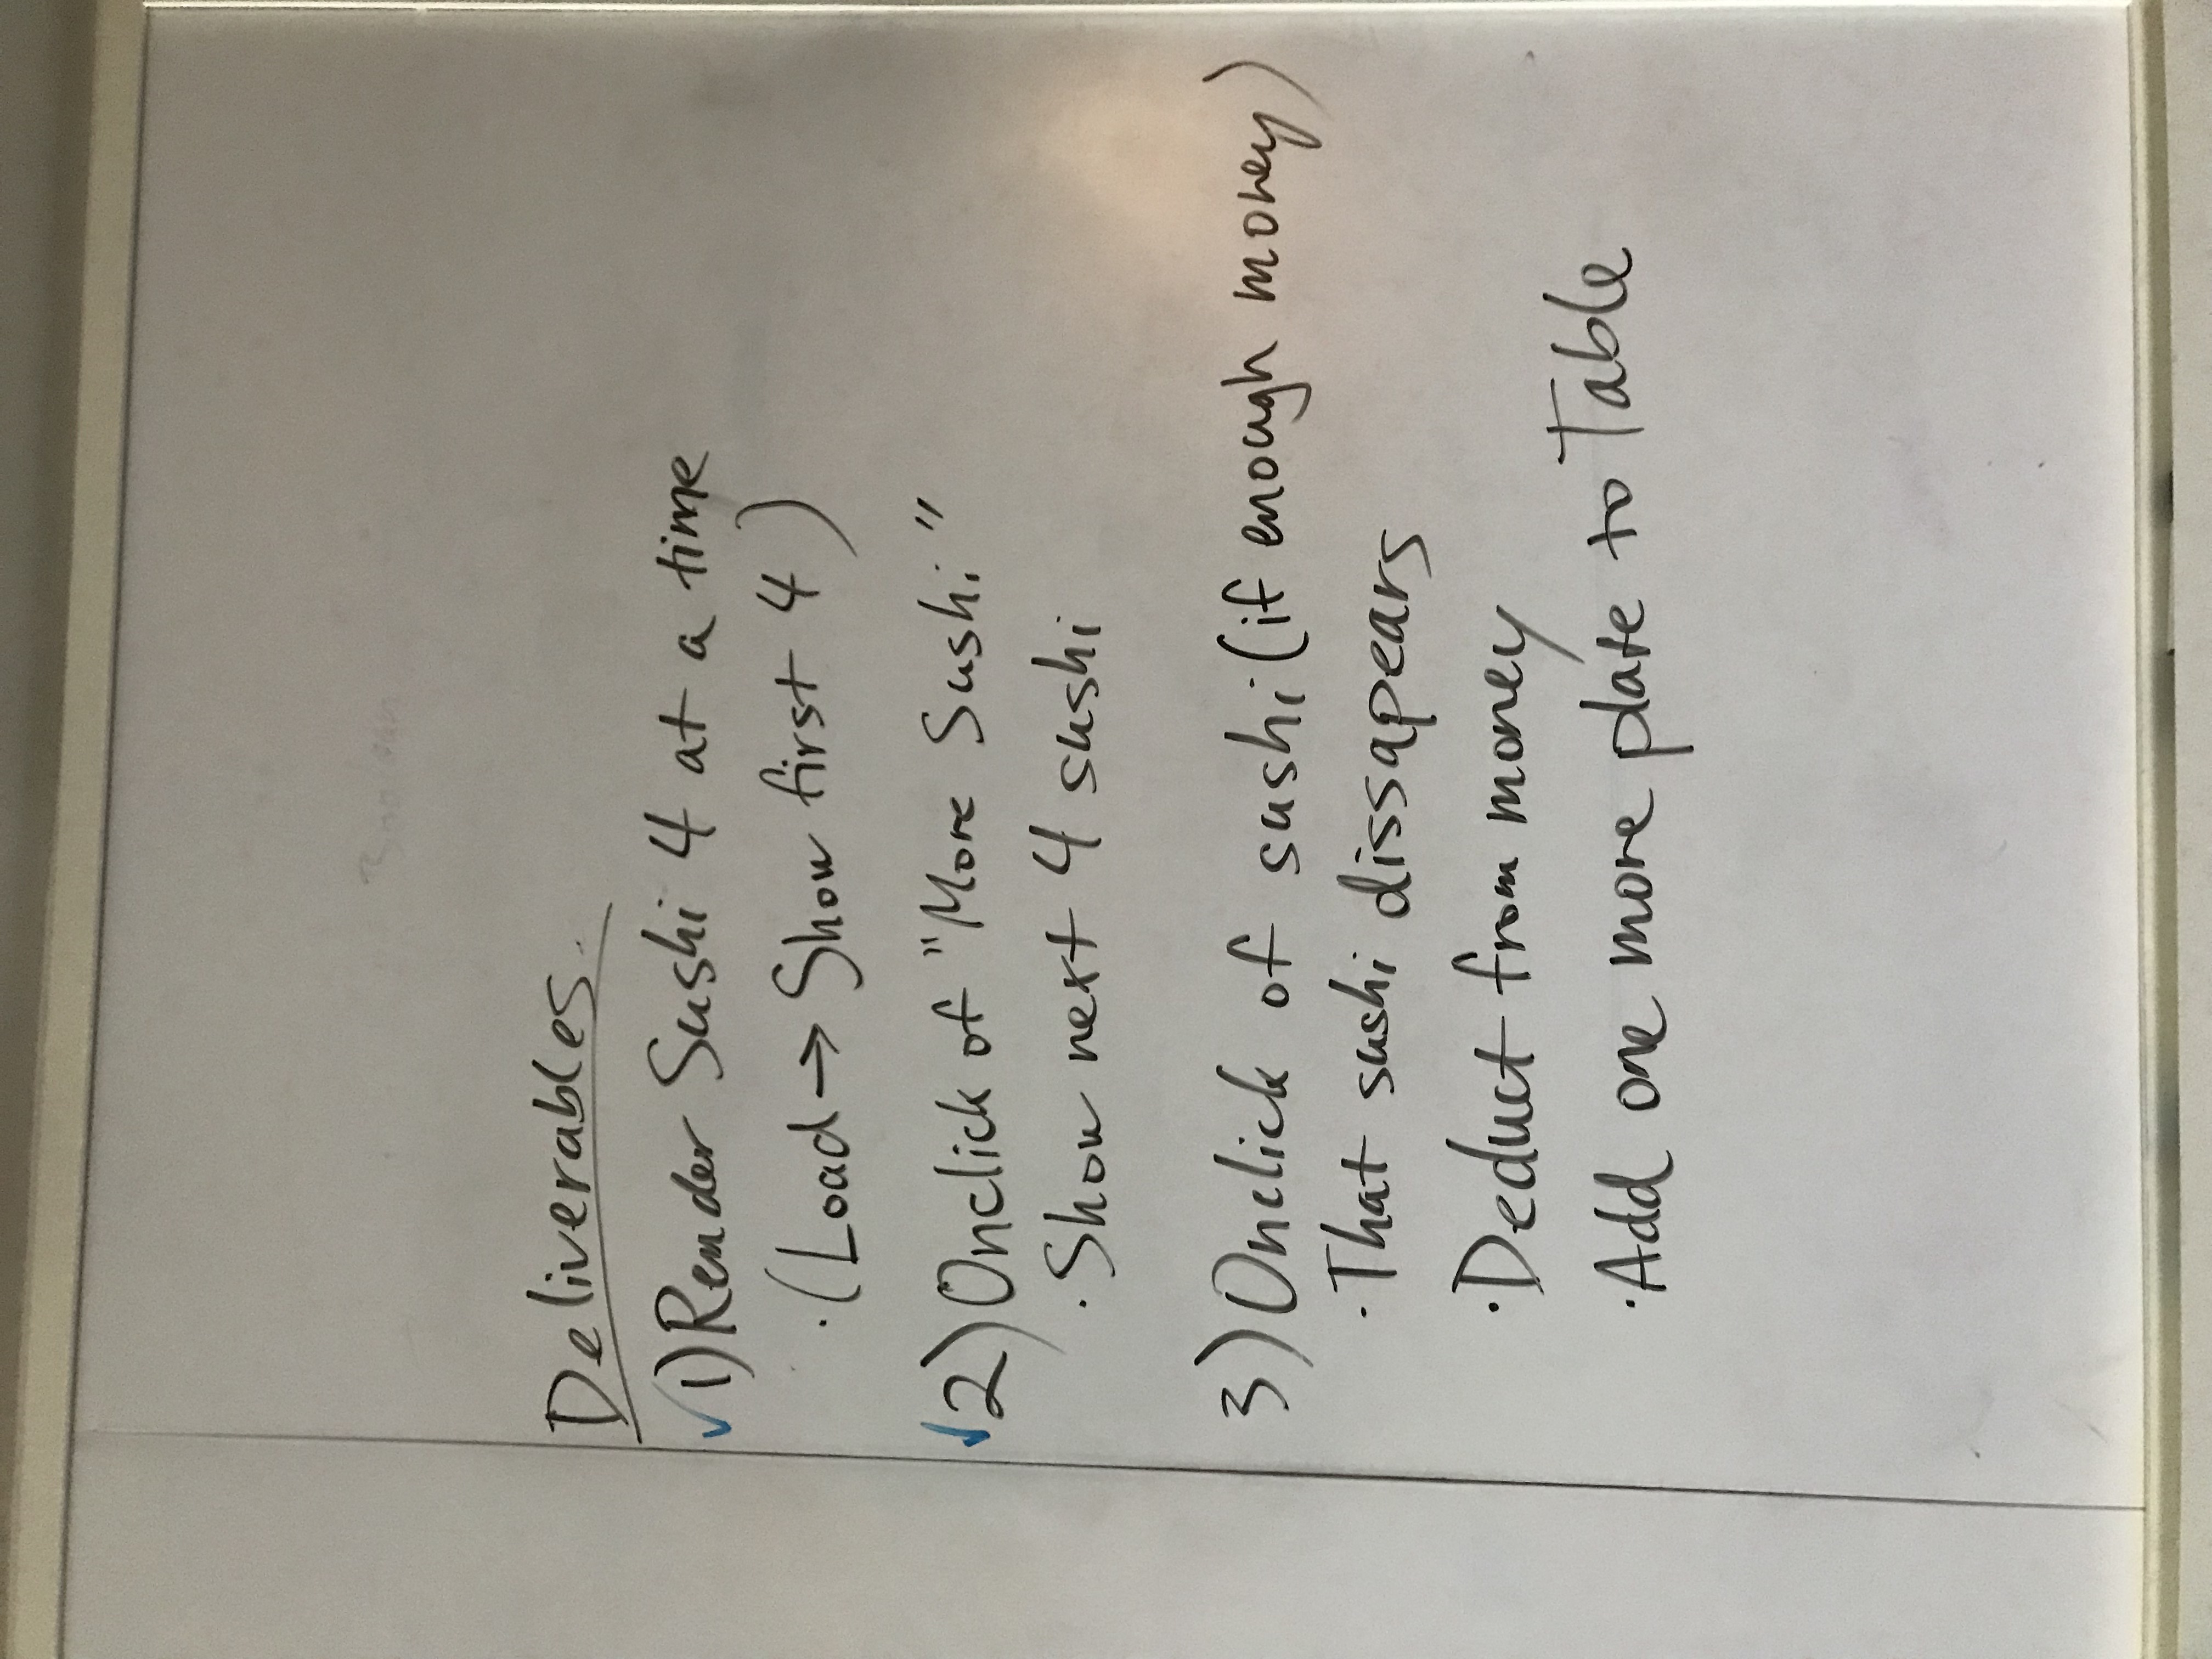 Deliverables.
✓1) Render Sushi 4 at a time
·(Load → Show first 4)
✓2) Onclick of "More Sushi"
·Show next 4 sushi
3) Onclick of sushi (if enough money)
·That sushi dissapears
·Deduct from money
·Add one more plate to Table